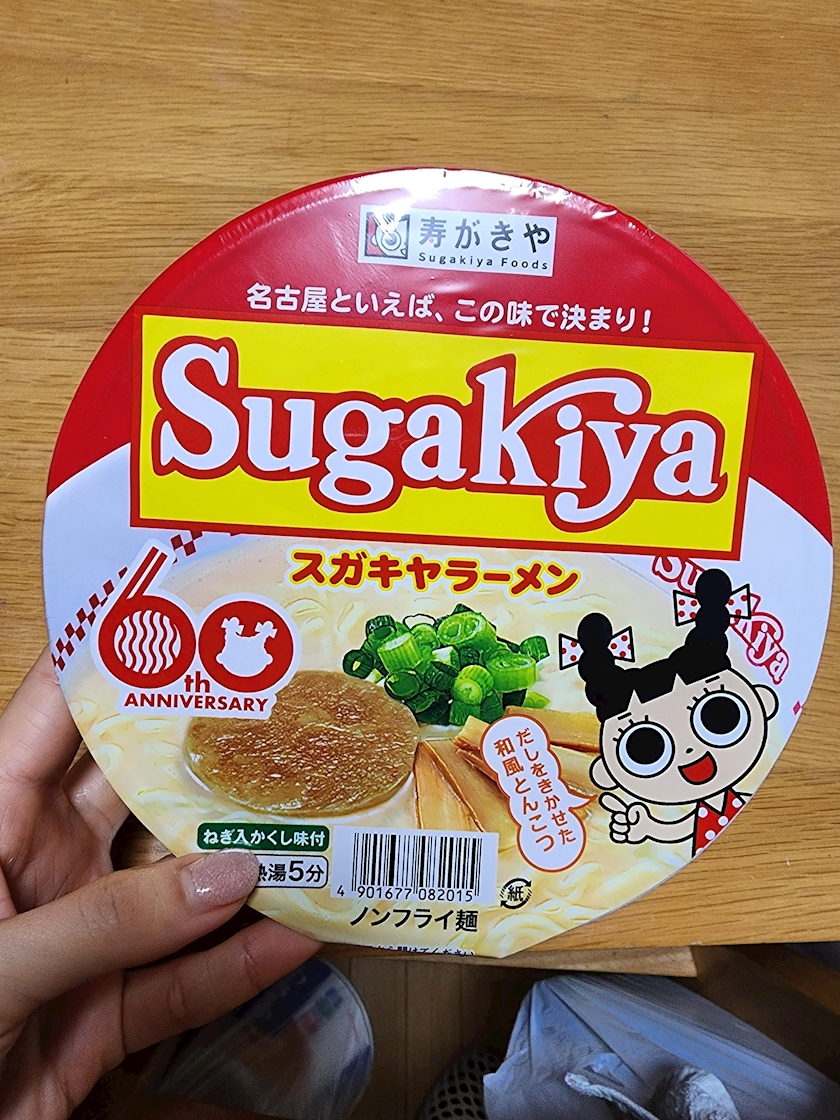 寿がきや
Sugakiya Foods
名古屋といえば、この味で決まり!
Sugakiya
スガキヤラーメン
60th
ANNIVERSARY
だしをきかせた
和風とんこつ
ねぎ入かくし味付
熱湯5分
4 901677 082015
紙
ノンフライ麺